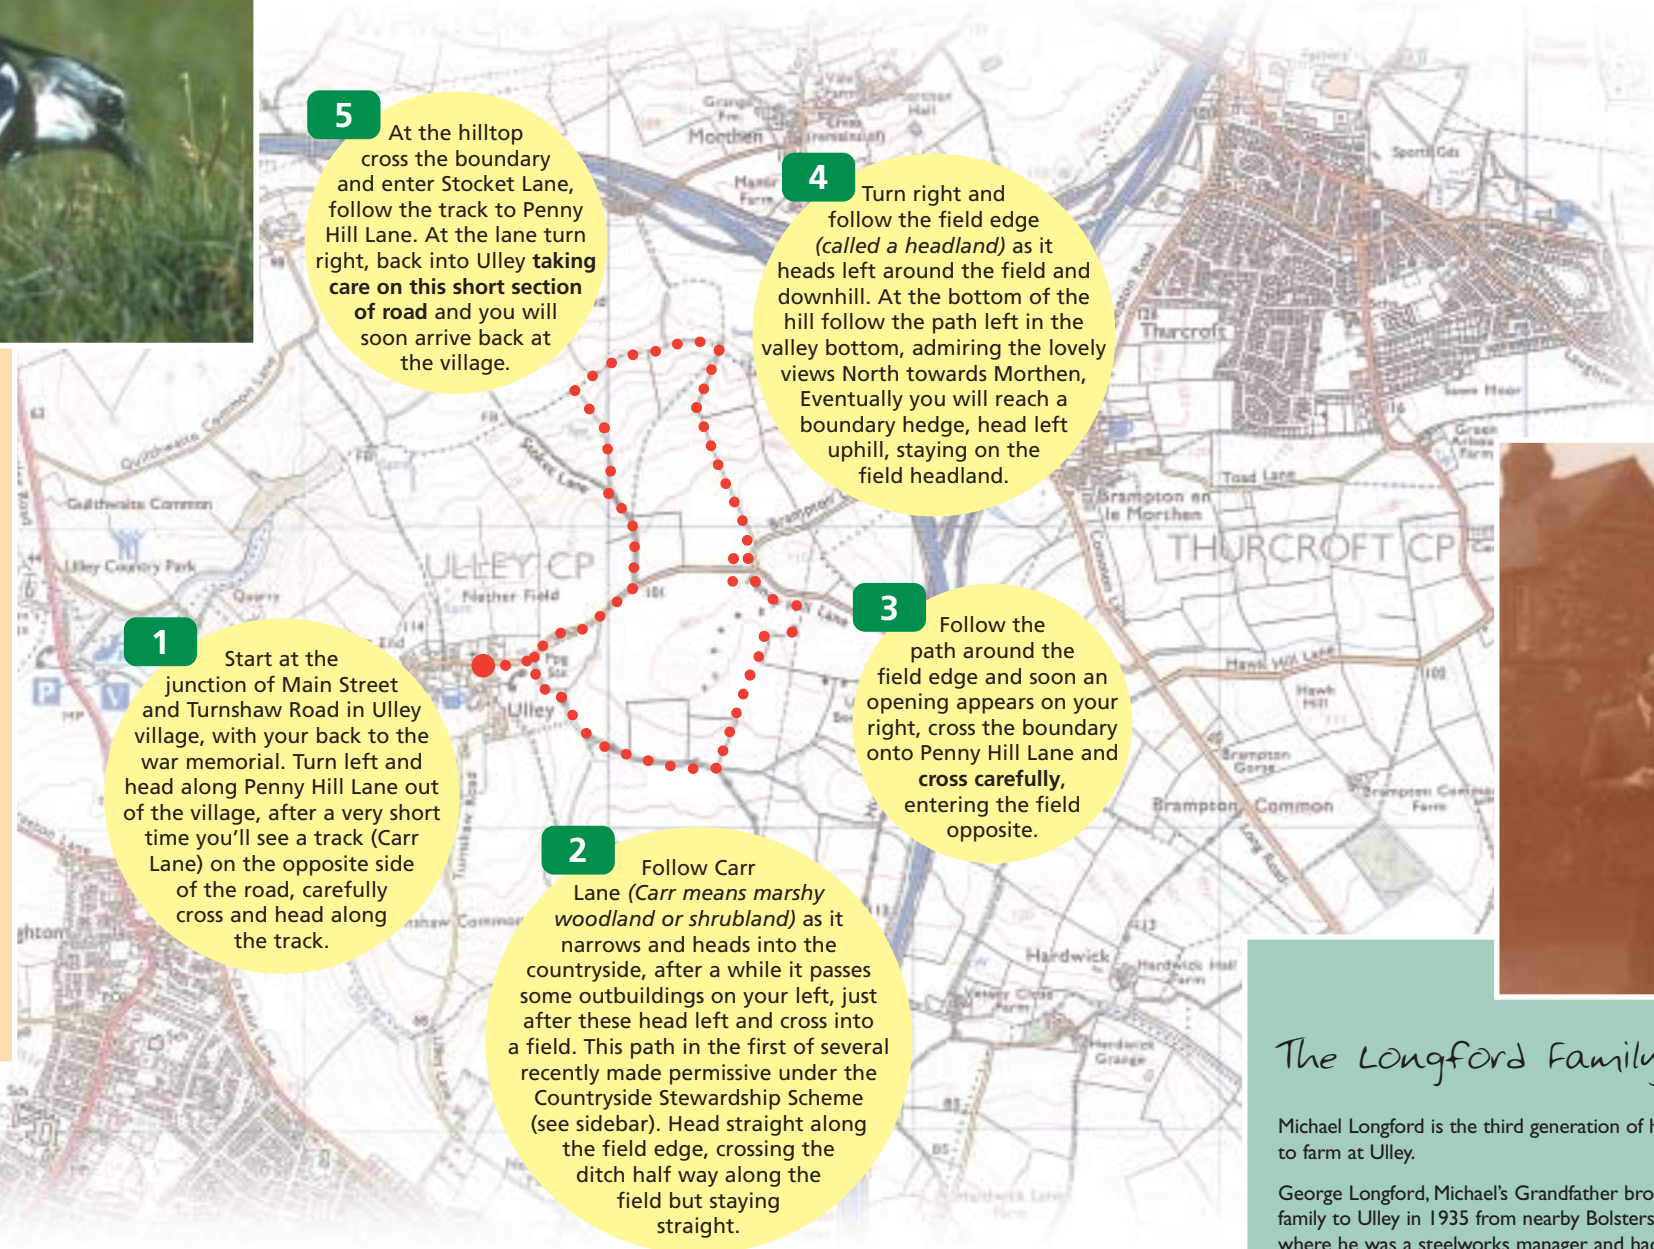 5
At the hilltop
cross the boundary
and enter Stocket Lane,
follow the track to Penny
Hill Lane. At the lane turn
right, back into Ulley taking
care on this short section
of road and you will
soon arrive back at
the village.
4
Turn right and
follow the field edge
(called a headland) as it
heads left around the field and
downhill. At the bottom of the
hill follow the path left in the
valley bottom, admiring the lovely
views North towards Morthen,
Eventually you will reach a
boundary hedge, head left
uphill, staying on the
field headland.
3
Follow the
path around the
field edge and soon an
opening appears on your
right, cross the boundary
onto Penny Hill Lane and
cross carefully,
entering the field
opposite.
1
Start at the
junction of Main Street
and Turnshaw Road in Ulley
village, with your back to the
war memorial. Turn left and
head along Penny Hill Lane out
of the village, after a very short
time you'll see a track (Carr
Lane) on the opposite side
of the road, carefully
cross and head along
the track.
2
Follow Carr
Lane (Carr means marshy
woodland or shrubland) as it
narrows and heads into the
countryside, after a while it passes
some outbuildings on your left, just
after these head left and cross into
a field. This path in the first of several
recently made permissive under the
Countryside Stewardship Scheme
(see sidebar). Head straight along
the field edge, crossing the
ditch half way along the
field but staying
straight.
Morthen
Thurcroft
Toad Lane
Brampton en
le Morthen
THURCROFT CP
ULLEY CP
Nether Field
Ulley
Ulley Country Park
Quarry
Hawk Hill Lane
Hawk
Hill
Brampton Common
Long Road
Turnshaw Road
Hardwick
Hardwick
Grange
The Longford Family
Michael Longford is the third generation of
to farm at Ulley.
George Longford, Michael's Grandfather
family to Ulley in 1935 from nearby
where he was a steelworks manager and